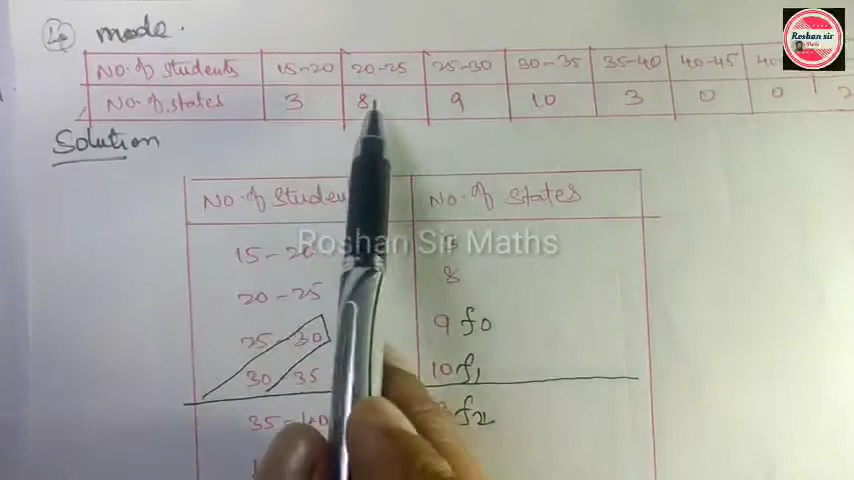 Roshan sir
Maths
mode.
No. of students 15-20 20-25 25-30 30-35 35-40 40-45
No. of states 3 8 9 10 3 0 0 2
Solution
No. of Studen No. of States
Roshan Sir Maths
15-20
20-25 8
25-30 9 f0
30-35 10 f1
35-40 f2